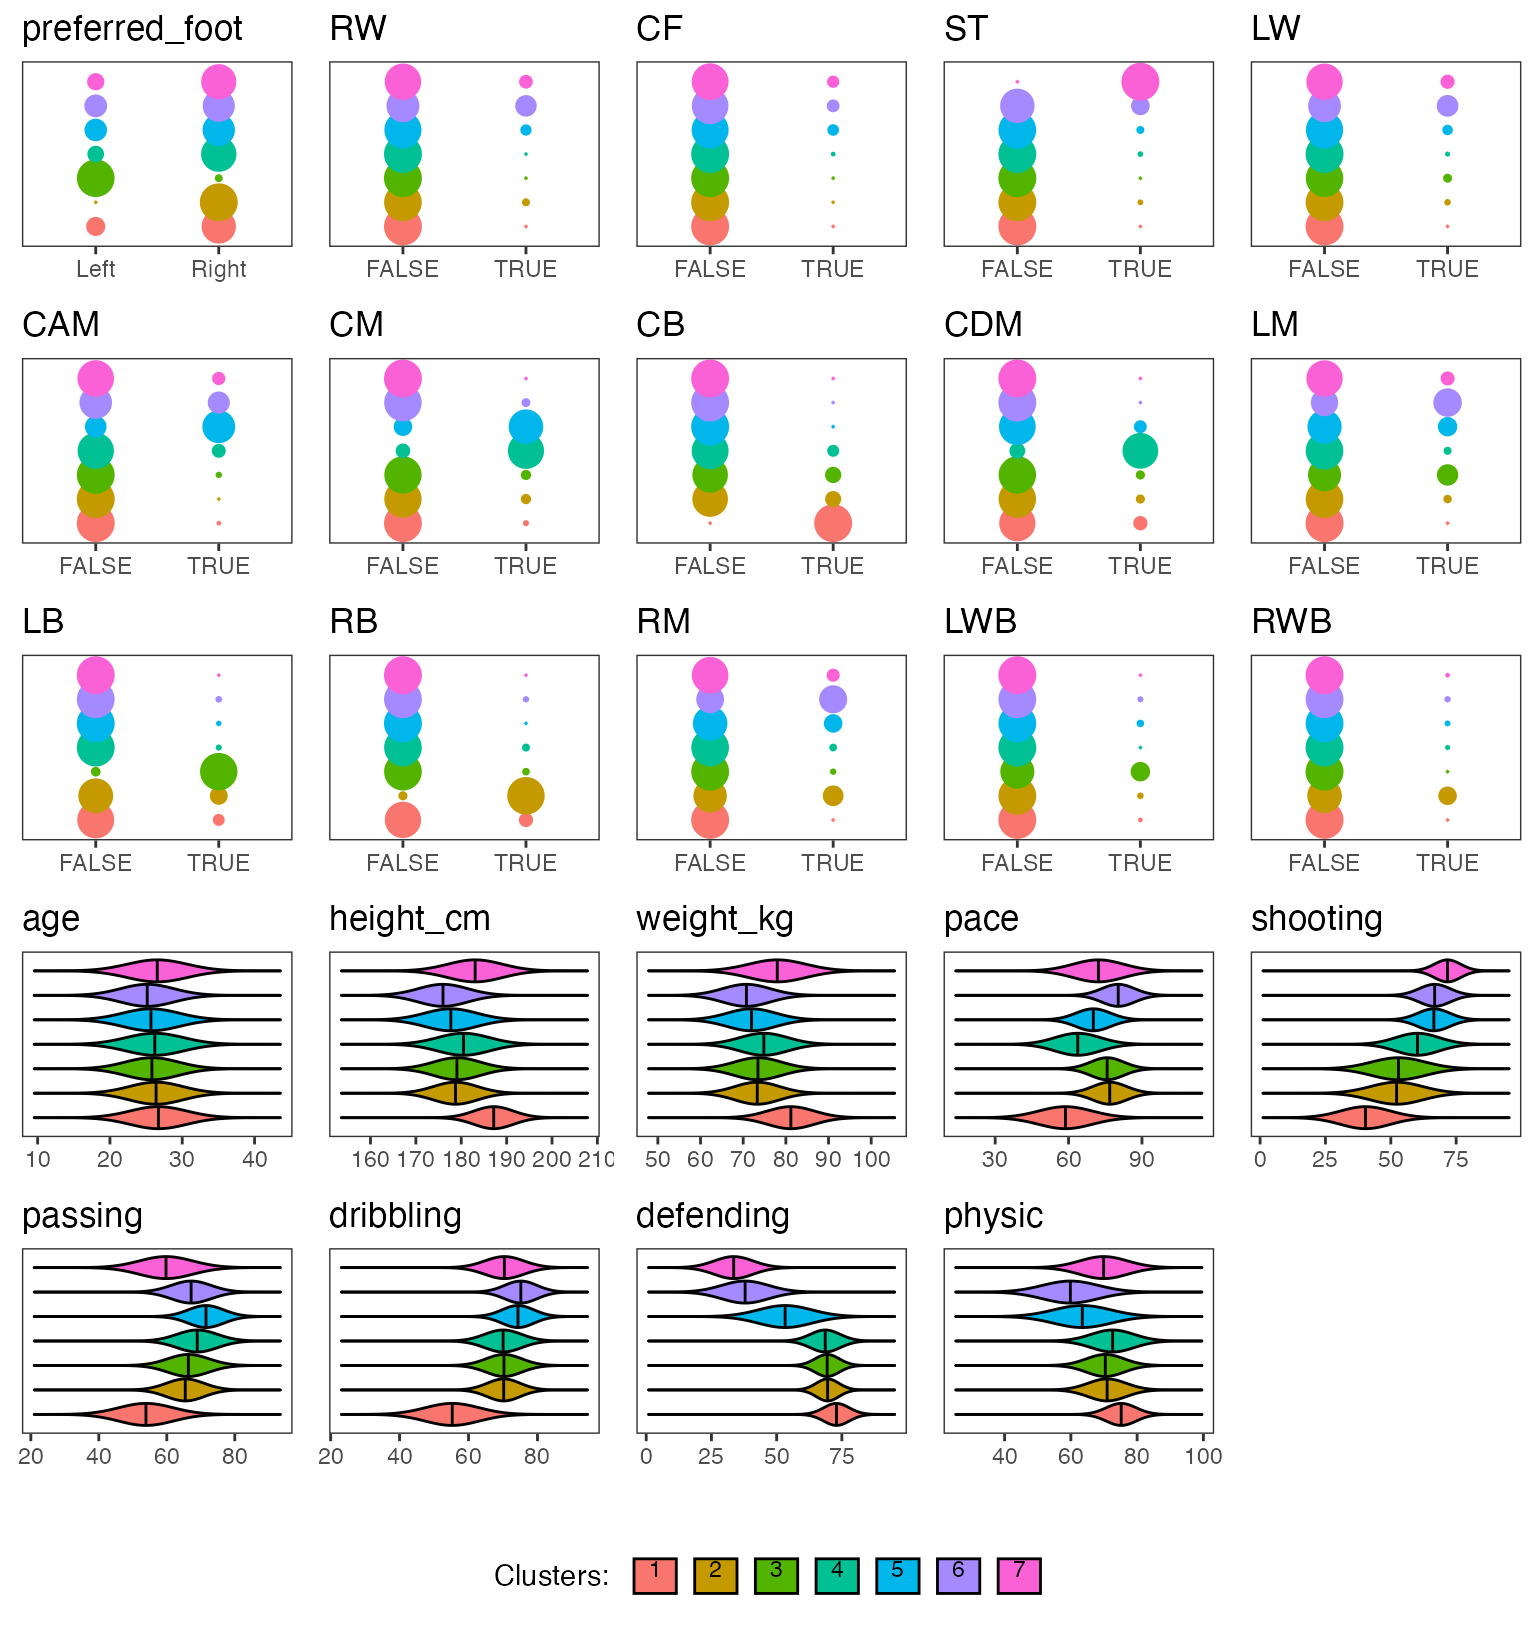 preferred_foot RW CF ST LW
Left Right FALSE TRUE FALSE TRUE FALSE TRUE FALSE TRUE
CAM CM CB CDM LM
FALSE TRUE FALSE TRUE FALSE TRUE FALSE TRUE FALSE TRUE
LB RB RM LWB RWB
FALSE TRUE FALSE TRUE FALSE TRUE FALSE TRUE FALSE TRUE
age height_cm weight_kg pace shooting
10 20 30 40 160 170 180 190 200 210 50 60 70 80 90 100 30 60 90 0 25 50 75
passing dribbling defending physic
20 40 60 80 20 40 60 80 0 25 50 75 40 60 80 100
Clusters: 1 2 3 4 5 6 7